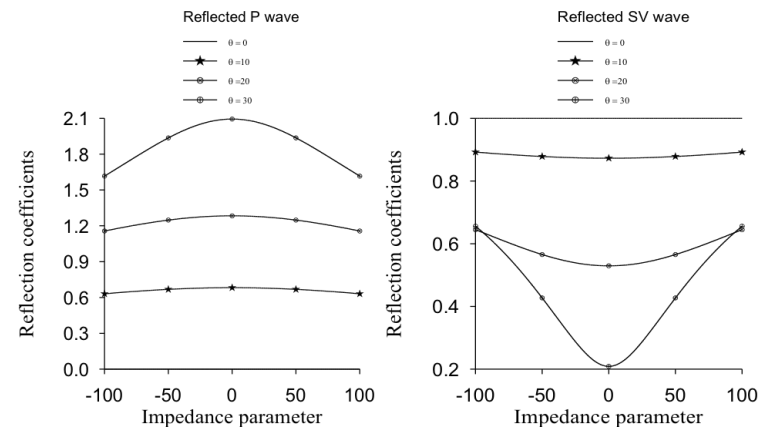 Reflected P wave
θ = 0
θ =10
θ =20
θ = 30
2.1
1.8
1.5
1.2
0.9
0.6
0.3
0.0
Reflection coefficients
-100 -50 0 50 100
Impedance parameter
Reflected SV wave
θ = 0
θ =10
θ =20
θ = 30
1.0
0.8
0.6
0.4
0.2
Reflection coefficients
-100 -50 0 50 100
Impedance parameter